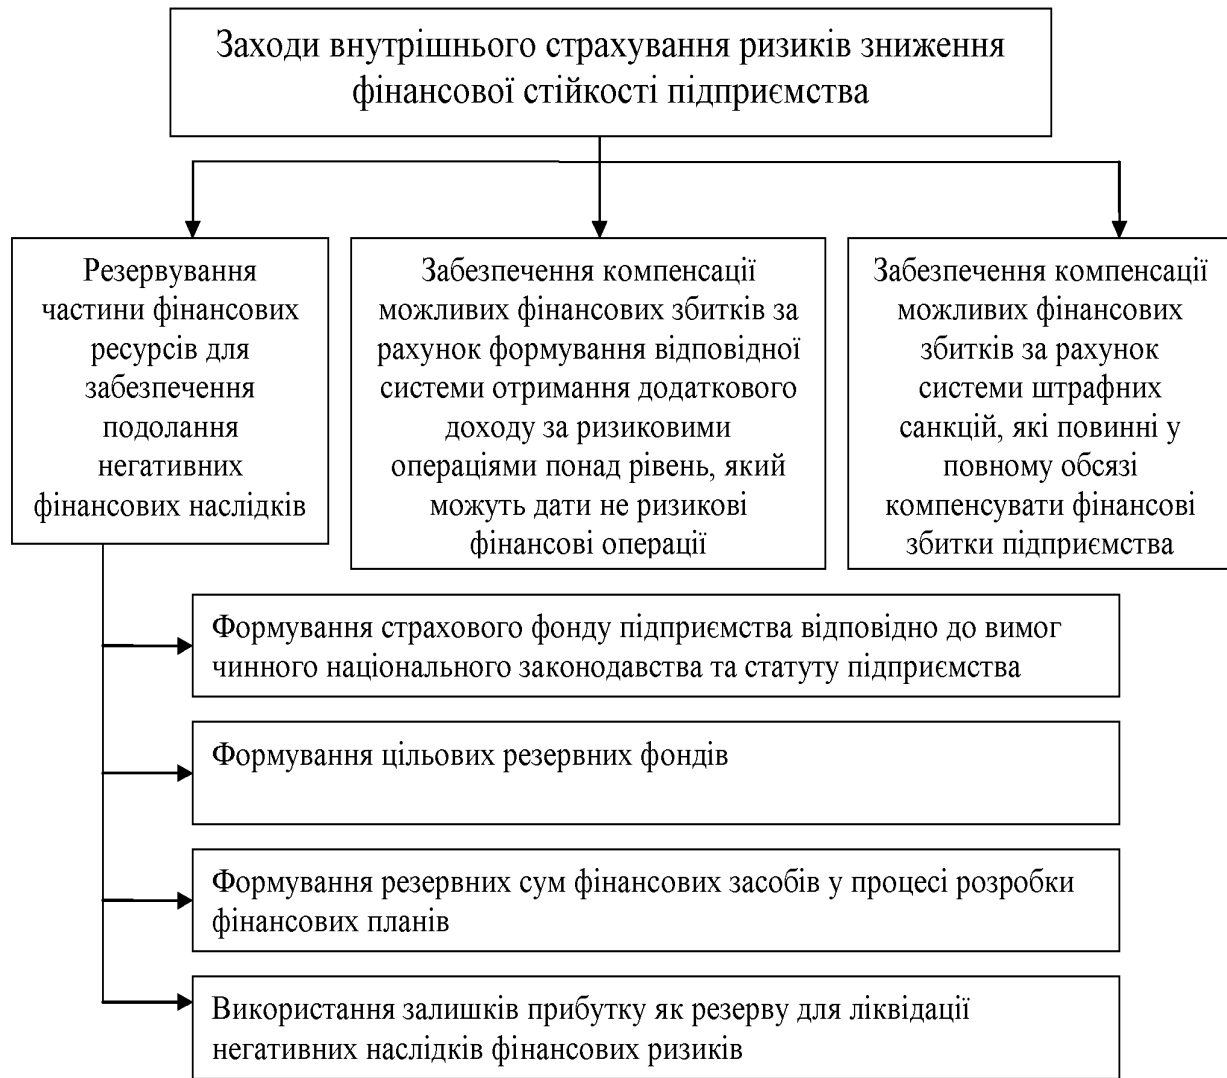 Заходи внутрішнього страхування ризиків зниження
фінансової стійкості підприємства
Резервування
частини фінансових
ресурсів для
забезпечення
подолання
негативних
фінансових наслідків
Забезпечення компенсації
можливих фінансових збитків за
рахунок формування відповідної
системи отримання додаткового
доходу за ризиковими
операціями понад рівень, який
можуть дати не ризикові
фінансові операції
Забезпечення компенсації
можливих фінансових
збитків за рахунок
системи штрафних
санкцій, які повинні у
повному обсязі
компенсувати фінансові
збитки підприємства
Формування страхового фонду підприємства відповідно до вимог
чинного національного законодавства та статуту підприємства
Формування цільових резервних фондів
Формування резервних сум фінансових засобів у процесі розробки
фінансових планів
Використання залишків прибутку як резерву для ліквідації
негативних наслідків фінансових ризиків